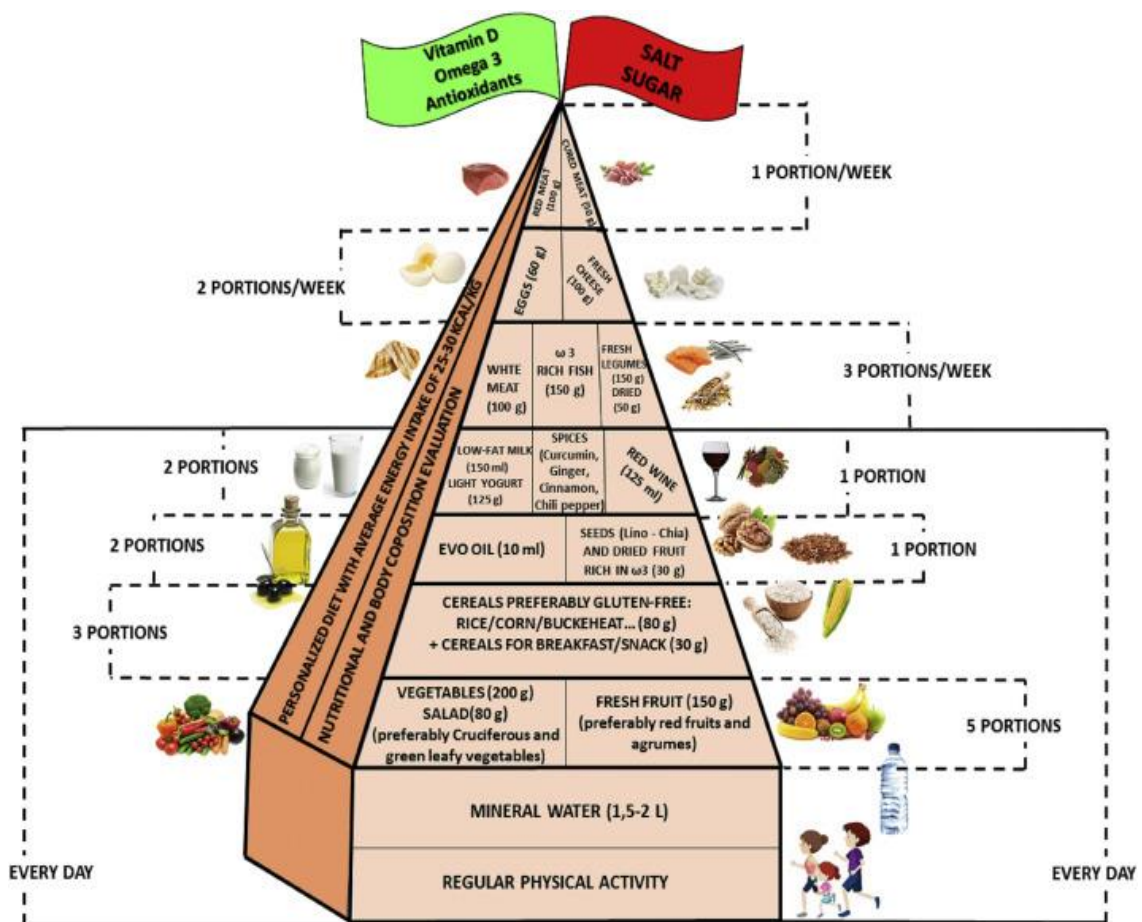 Vitamin D
Omega 3
Antioxidants
SALT
SUGAR
1 PORTION/WEEK
RED MEAT
(100 g)
CURED MEAT
(50 g)
2 PORTIONS/WEEK
EGGS (60 g)
FRESH
CHEESE
(100 g)
3 PORTIONS/WEEK
WHTE
MEAT
(100 g)
ω 3
RICH FISH
(150 g)
FRESH
LEGUMES
(150 g)
DRIED
(50 g)
PERSONALIZED DIET WITH AVERAGE ENERGY INTAKE OF 25-30 KCAL/KG
NUTRITIONAL AND BODY COPOSITION EVALUATION
2 PORTIONS
LOW-FAT MILK
(150 ml)
LIGHT YOGURT
(125 g)
SPICES
(Curcumin,
Ginger,
Cinnamon,
Chili pepper)
RED WINE
(125 ml)
1 PORTION
2 PORTIONS
EVO OIL (10 ml)
SEEDS (Lino - Chia)
AND DRIED FRUIT
RICH IN ω3 (30 g)
1 PORTION
3 PORTIONS
CEREALS PREFERABLY GLUTEN-FREE:
RICE/CORN/BUCKEHEAT... (80 g)
+ CEREALS FOR BREAKFAST/SNACK (30 g)
VEGETABLES (200 g)
SALAD(80 g)
(preferably Cruciferous and
green leafy vegetables)
FRESH FRUIT (150 g)
(preferably red fruits and
agrumes)
5 PORTIONS
MINERAL WATER (1,5-2 L)
REGULAR PHYSICAL ACTIVITY
EVERY DAY
EVERY DAY